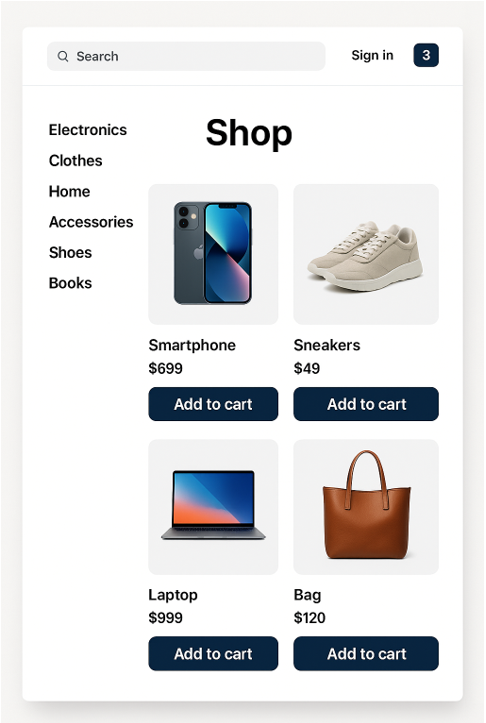 Search
Sign in
3
Shop
Electronics
Clothes
Home
Accessories
Shoes
Books
Smartphone
$699
Add to cart
Sneakers
$49
Add to cart
Laptop
$999
Add to cart
Bag
$120
Add to cart